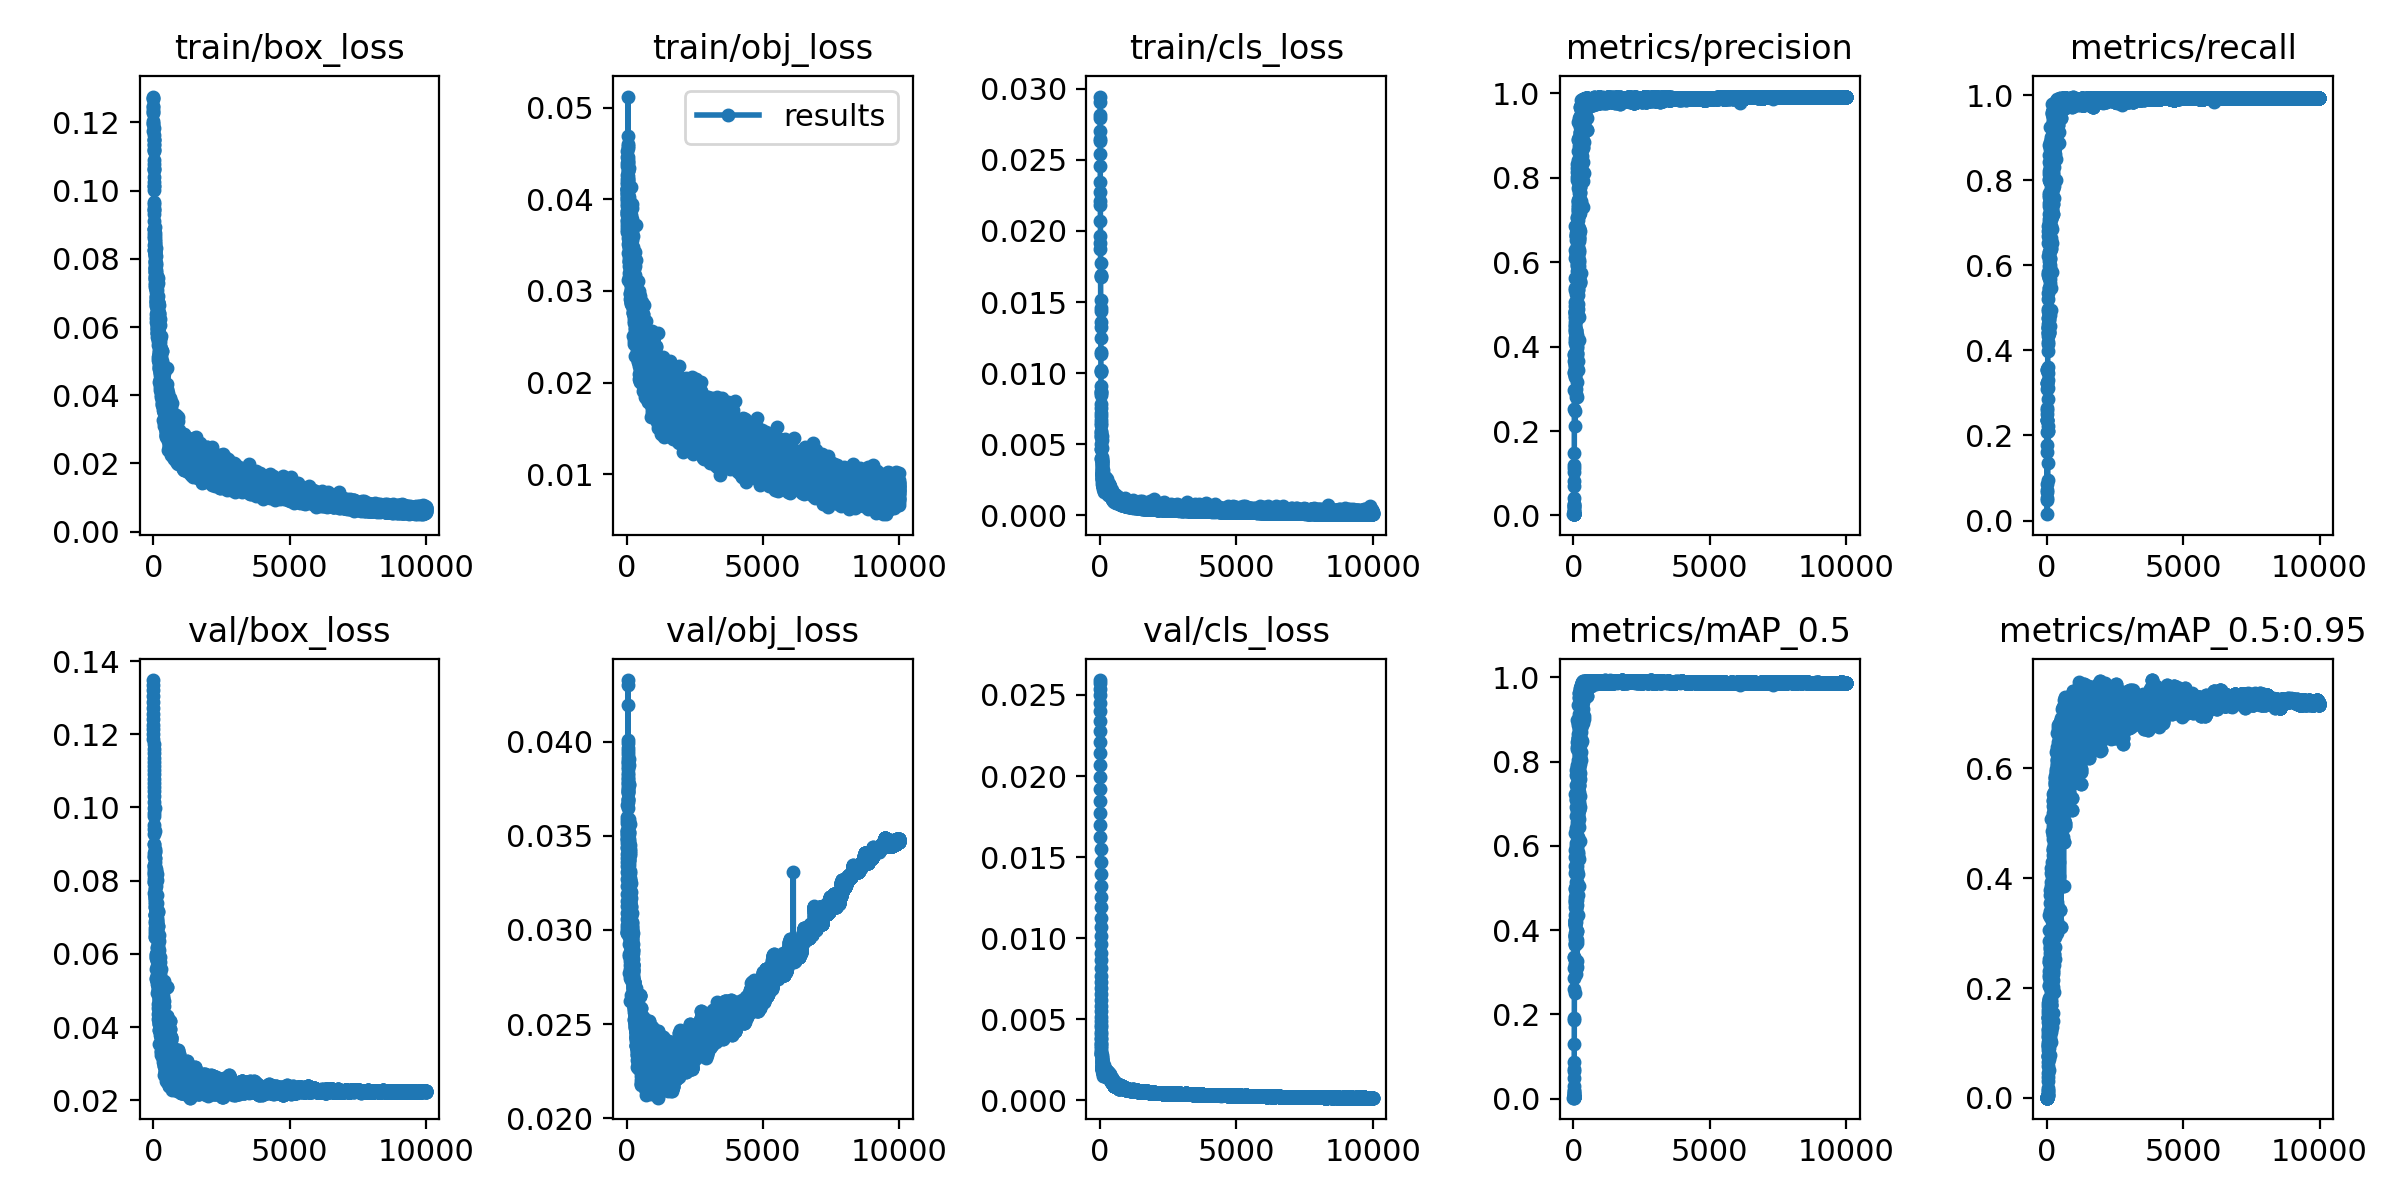 train/box_loss
0.12
0.10
0.08
0.06
0.04
0.02
0.00
0 5000 10000
train/obj_loss
results
0.05
0.04
0.03
0.02
0.01
0 5000 10000
train/cls_loss
0.030
0.025
0.020
0.015
0.010
0.005
0.000
0 5000 10000
metrics/precision
1.0
0.8
0.6
0.4
0.2
0.0
0 5000 10000
metrics/recall
1.0
0.8
0.6
0.4
0.2
0.0
0 5000 10000
val/box_loss
0.14
0.12
0.10
0.08
0.06
0.04
0.02
0 5000 10000
val/obj_loss
0.040
0.035
0.030
0.025
0.020
0 5000 10000
val/cls_loss
0.025
0.020
0.015
0.010
0.005
0.000
0 5000 10000
metrics/mAP_0.5
1.0
0.8
0.6
0.4
0.2
0.0
0 5000 10000
metrics/mAP_0.5:0.95
0.6
0.4
0.2
0.0
0 5000 10000